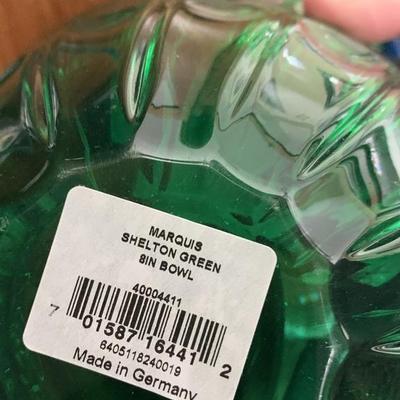 MARQUIS
SHELTON GREEN
8IN BOWL
40004411
7 01587 16441 2
6405118240019
Made in Germany